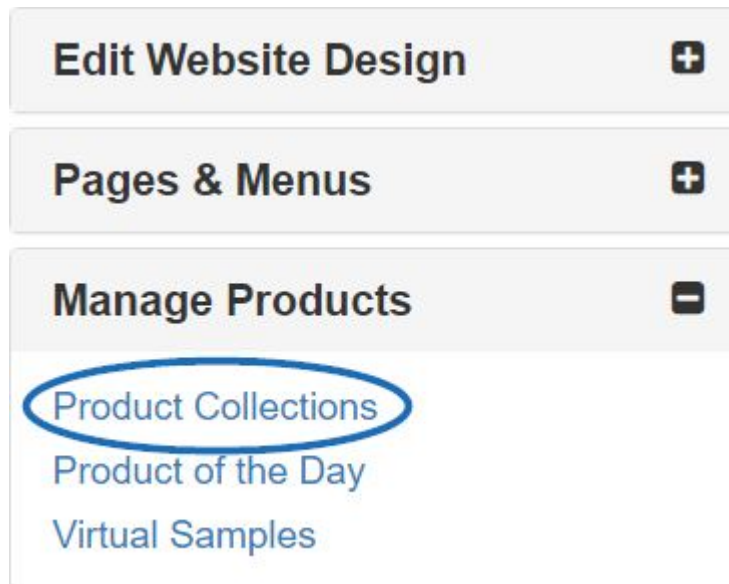 Edit Website Design
Pages & Menus
Manage Products
Product Collections
Product of the Day
Virtual Samples